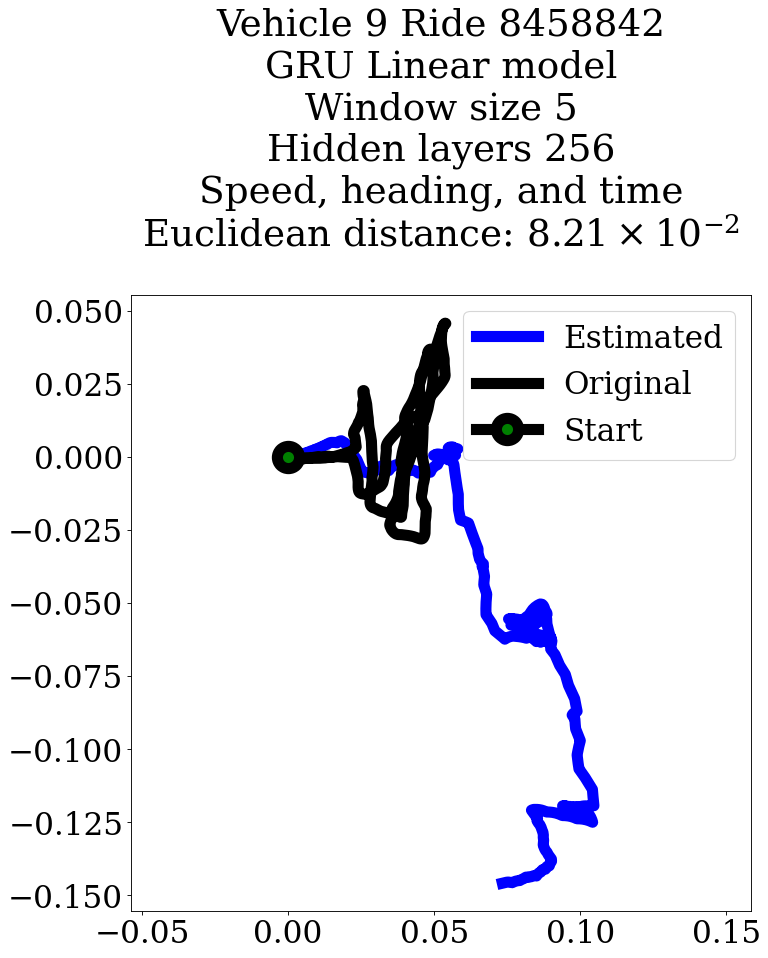 Vehicle 9 Ride 8458842
GRU Linear model
Window size 5
Hidden layers 256
Speed, heading, and time
Euclidean distance: 8.21 × 10⁻²
Estimated
Original
Start
0.050
0.025
0.000
−0.025
−0.050
−0.075
−0.100
−0.125
−0.150
−0.05
0.00
0.05
0.10
0.15